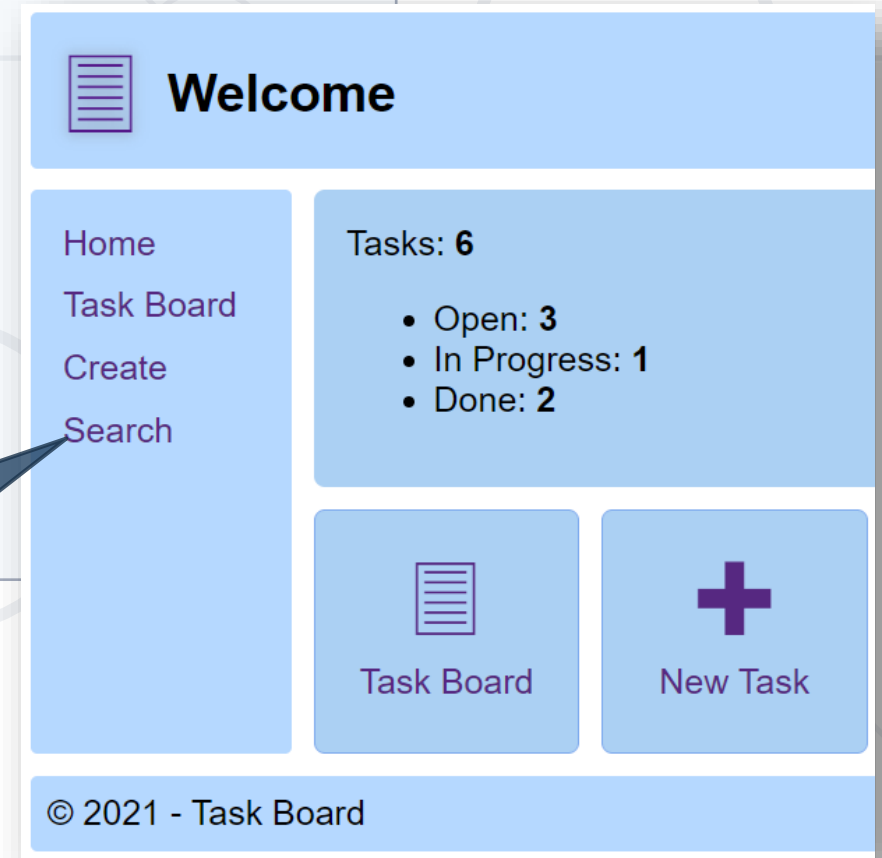 Welcome
Home
Task Board
Create
Search
Tasks: 6
Open: 3
In Progress: 1
Done: 2
Task Board
New Task
© 2021 - Task Board